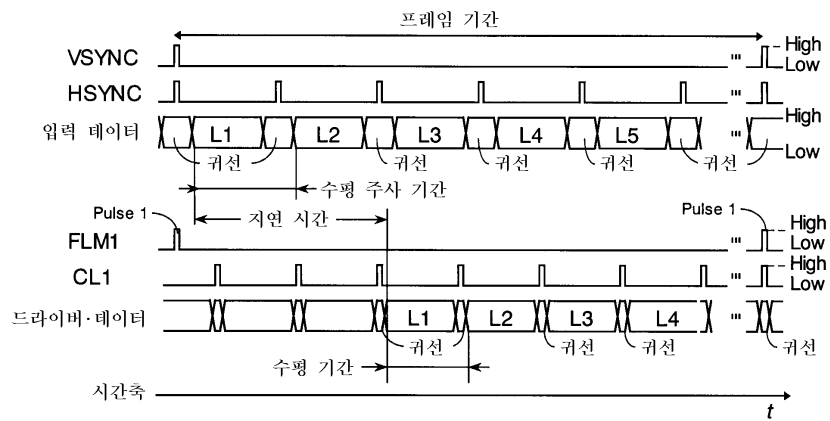 프레임 기간
VSYNC
··· High
Low
HSYNC
···
입력 데이터 L1 L2 L3 L4 L5 ··· High
Low
귀선 귀선 귀선 귀선 귀선
수평 주사 기간
Pulse 1 지연 시간 Pulse 1
FLM1 ··· High
Low
CL1 ··· High
Low
드라이버·데이터 L1 L2 L3 L4 ···
귀선 귀선 귀선 귀선
수평 기간
시간축
t